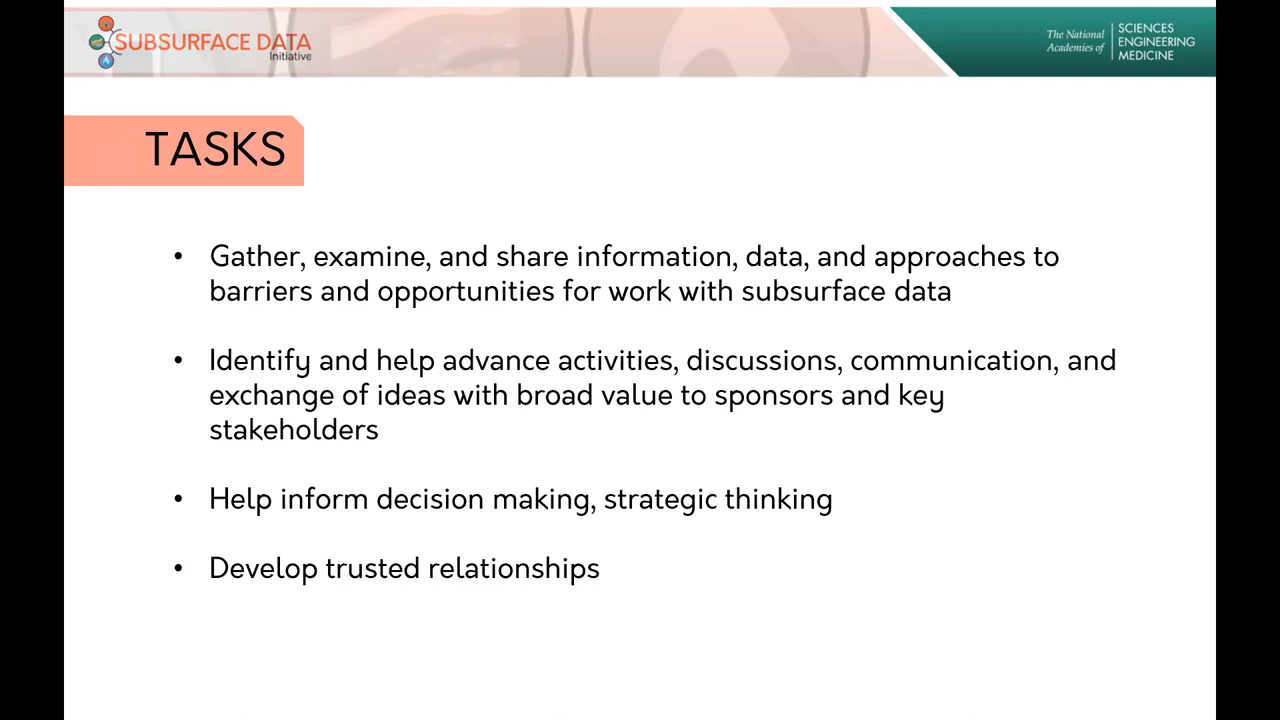 SUBSURFACE DATA
Initiative
The National
Academies of
SCIENCES
ENGINEERING
MEDICINE
TASKS
• Gather, examine, and share information, data, and approaches to
barriers and opportunities for work with subsurface data
• Identify and help advance activities, discussions, communication, and
exchange of ideas with broad value to sponsors and key
stakeholders
• Help inform decision making, strategic thinking
• Develop trusted relationships